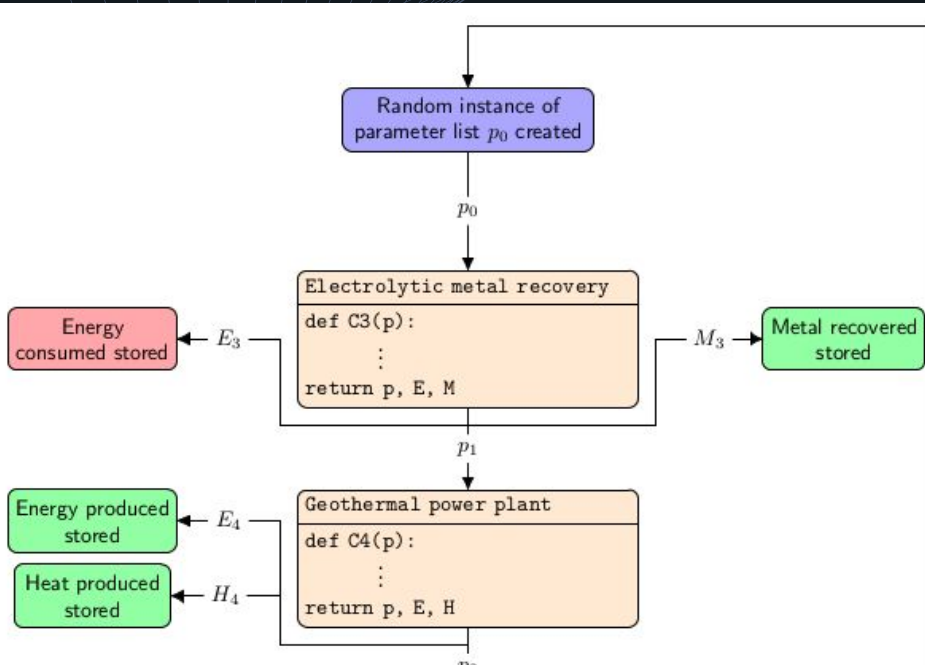 Random instance of
parameter list p₀ created
p₀
Electrolytic metal recovery
def C3(p):
⋮
return p, E, M
Energy
consumed stored
E₃
M₃
Metal recovered
stored
p₁
Geothermal power plant
def C4(p):
⋮
return p, E, H
Energy produced
stored
E₄
Heat produced
stored
H₄